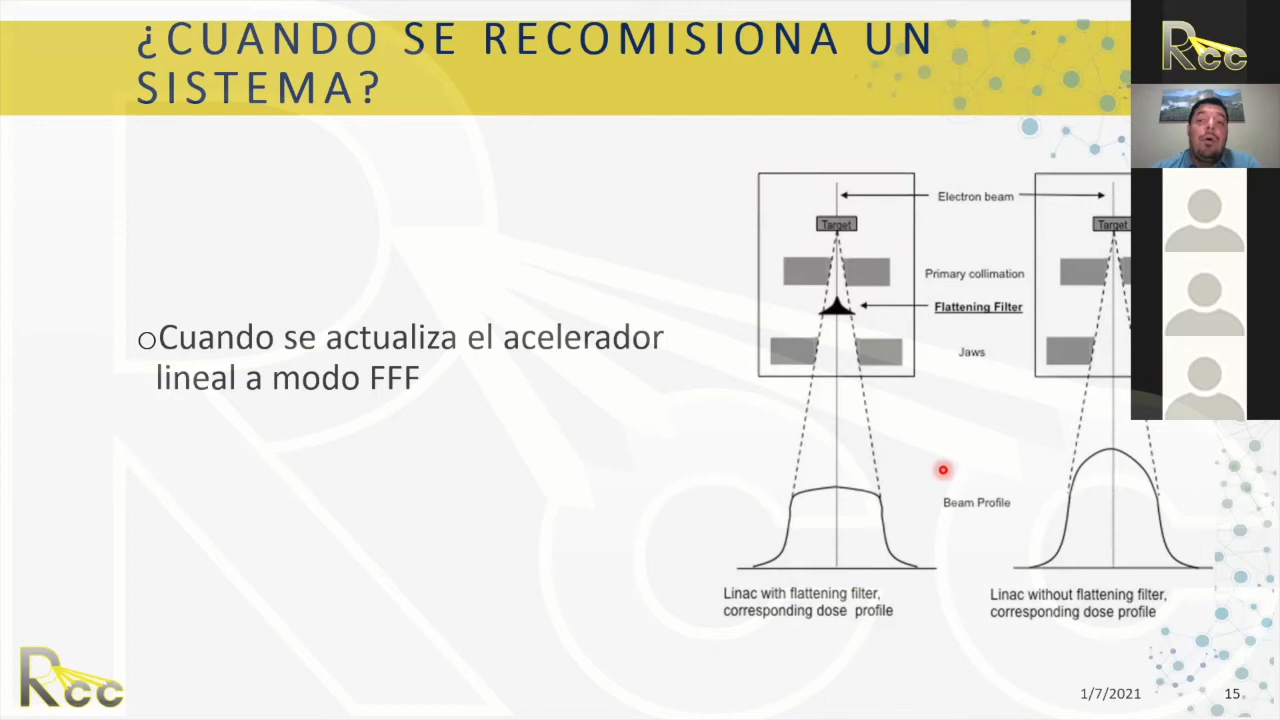 ¿CUANDO SE RECOMISIONA UN
SISTEMA?
Rcc
oCuando se actualiza el acelerador
lineal a modo FFF
Electron beam
Target
Target
Primary collimation
Flattening Filter
Jaws
Beam Profile
Linac with flattening filter,
corresponding dose profile
Linac without flattening filter,
corresponding dose profile
Rcc
1/7/2021
15